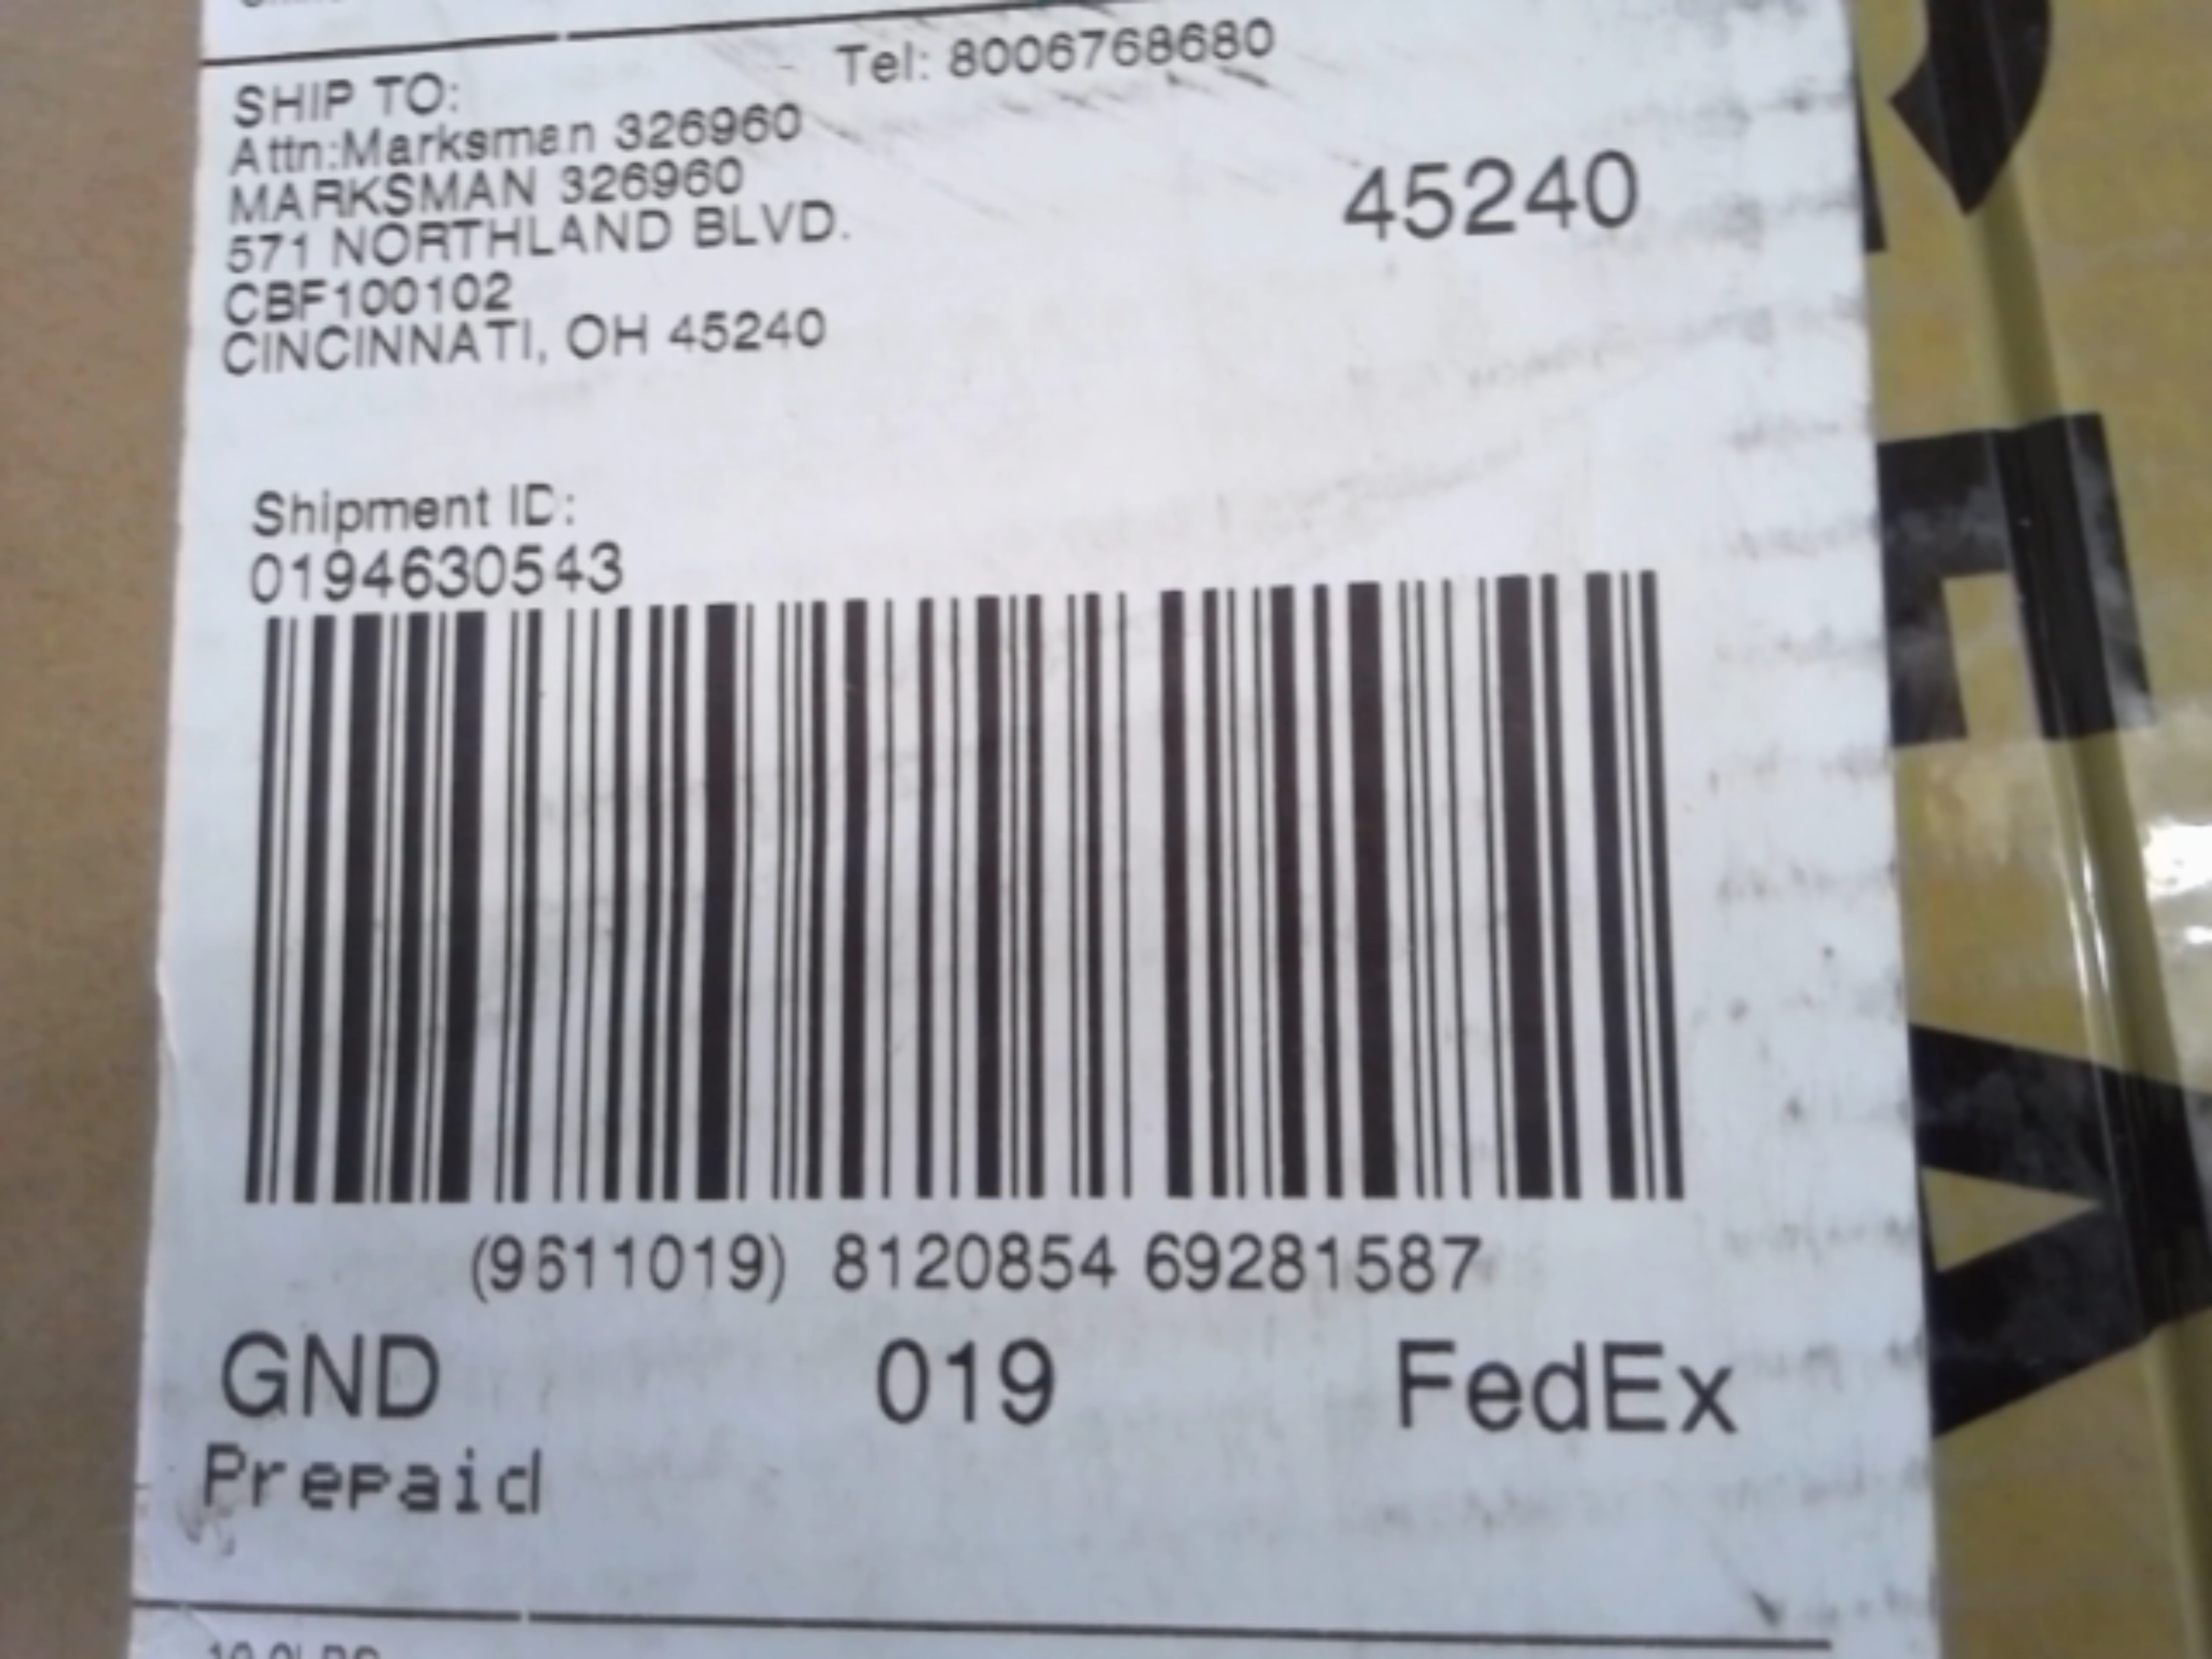 Tel: 8006768680
SHIP TO:
Attn:Marksman 326960
MARKSMAN 326960
571 NORTHLAND BLVD.
45240
CBF100102
CINCINNATI, OH 45240
Shipment ID:
0194630543
(9611019) 8120854 69281587
GND 019 FedEx
Prepaid